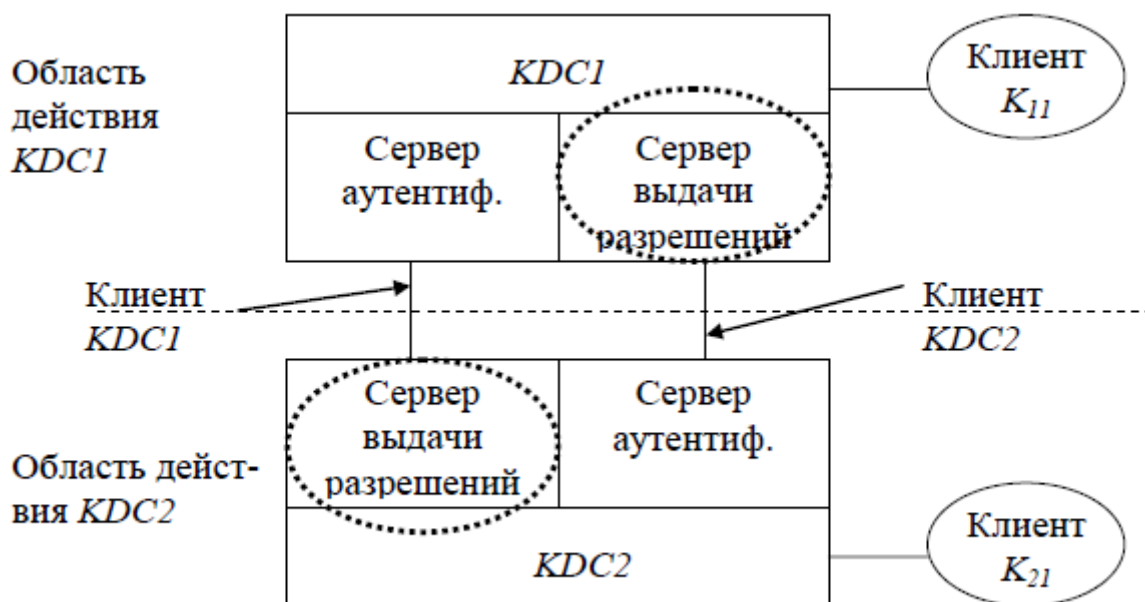 Область
действия
KDC1
KDC1
Клиент
K11
Сервер
аутентиф.
Сервер
выдачи
разрешений
Клиент
KDC1
Клиент
KDC2
Сервер
выдачи
разрешений
Сервер
аутентиф.
Область дейст-
вия KDC2
KDC2
Клиент
K21